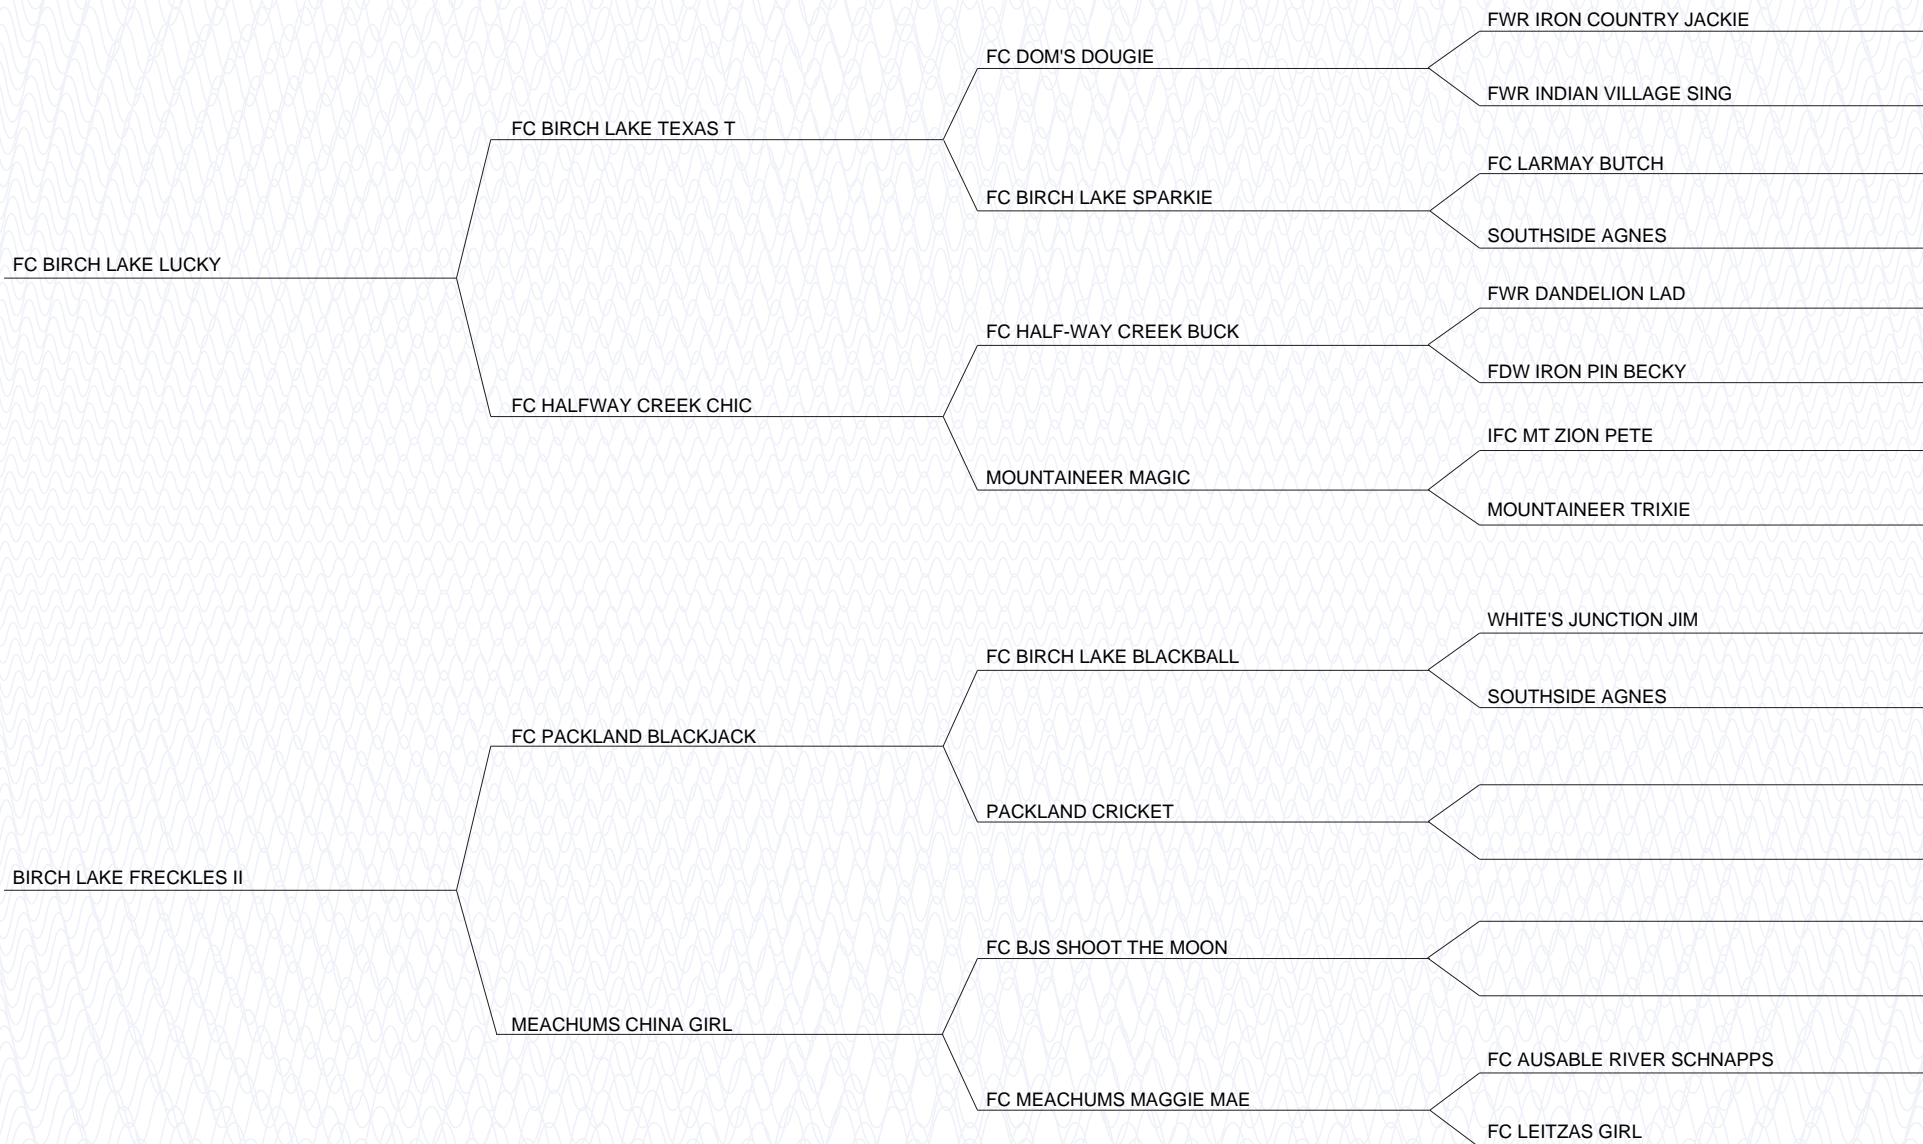 FWR IRON COUNTRY JACKIE
FC DOM'S DOUGIE
FWR INDIAN VILLAGE SING
FC BIRCH LAKE TEXAS T
FC LARMAY BUTCH
FC BIRCH LAKE SPARKIE
SOUTHSIDE AGNES
FC BIRCH LAKE LUCKY
FWR DANDELION LAD
FC HALF-WAY CREEK BUCK
FDW IRON PIN BECKY
FC HALFWAY CREEK CHIC
IFC MT ZION PETE
MOUNTAINEER MAGIC
MOUNTAINEER TRIXIE
WHITE'S JUNCTION JIM
FC BIRCH LAKE BLACKBALL
SOUTHSIDE AGNES
FC PACKLAND BLACKJACK
PACKLAND CRICKET
BIRCH LAKE FRECKLES II
FC BJS SHOOT THE MOON
MEACHUMS CHINA GIRL
FC AUSABLE RIVER SCHNAPPS
FC MEACHUMS MAGGIE MAE
FC LEITZAS GIRL